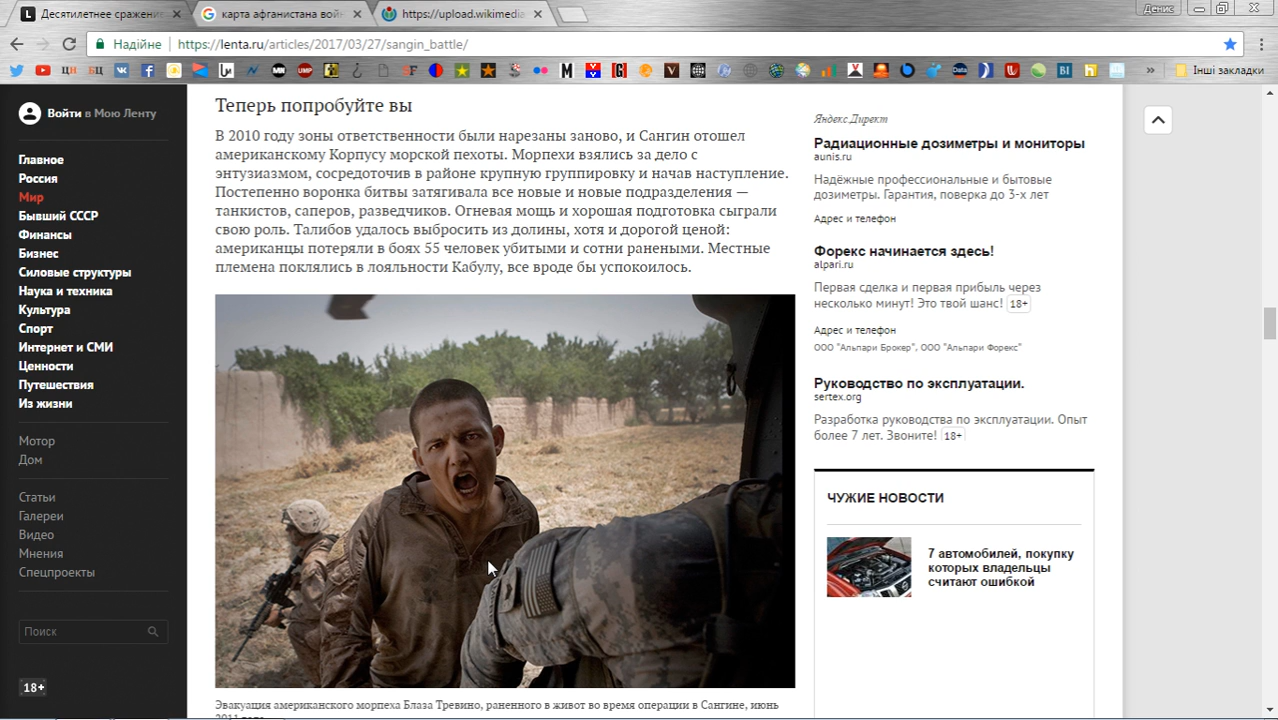 Десятилетнее сражение
карта афганистана вой
https://upload.wikimedia
Денис
Надійне
https://lenta.ru/articles/2017/03/27/sangin_battle/
Інші закладки
Войти в Мою Ленту
Главное
Россия
Мир
Бывший СССР
Финансы
Бизнес
Силовые структуры
Наука и техника
Культура
Спорт
Интернет и СМИ
Ценности
Путешествия
Из жизни
Мотор
Дом
Статьи
Галереи
Видео
Мнения
Спецпроекты
Поиск
18+
Теперь попробуйте вы
В 2010 году зоны ответственности были нарезаны заново, и Сангин отошел
американскому Корпусу морской пехоты. Морпехи взялись за дело с
энтузиазмом, сосредоточив в районе крупную группировку и начав наступление.
Постепенно воронка битвы затягивала все новые и новые подразделения —
танкистов, саперов, разведчиков. Огневая мощь и хорошая подготовка сыграли
свою роль. Талибов удалось выбросить из долины, хотя и дорогой ценой:
американцы потеряли в боях 55 человек убитыми и сотни ранеными. Местные
племена поклялись в лояльности Кабулу, все вроде бы успокоилось.
Эвакуация американского морпеха Блаза Тревино, раненного в живот во время операции в Сангине, июнь
2011 года
Яндекс.Директ
Радиационные дозиметры и мониторы
aunis.ru
Надёжные профессиональные и бытовые
дозиметры. Гарантия, поверка до 3-х лет
Адрес и телефон
Форекс начинается здесь!
alpari.ru
Первая сделка и первая прибыль через
несколько минут! Это твой шанс! 18+
Адрес и телефон
ООО "Альпари Брокер", ООО "Альпари Форекс"
Руководство по эксплуатации.
sertex.org
Разработка руководства по эксплуатации. Опыт
более 7 лет. Звоните! 18+
ЧУЖИЕ НОВОСТИ
7 автомобилей, покупку
которых владельцы
считают ошибкой